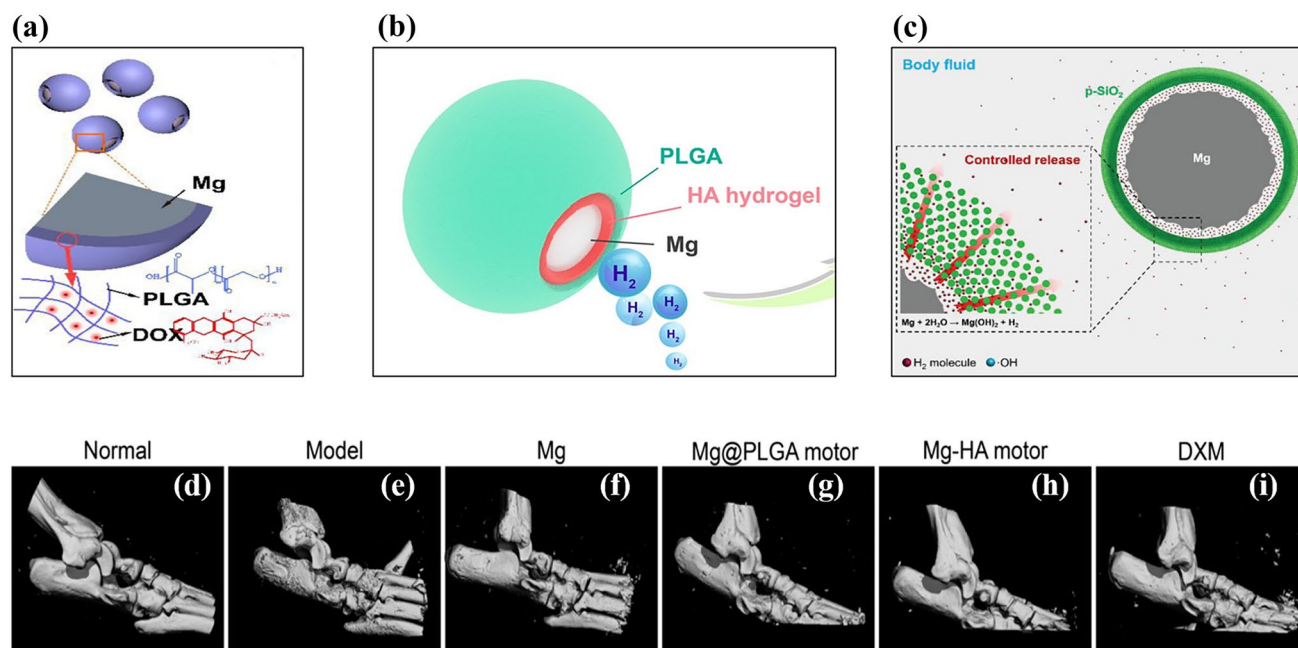 (a)
(b)
(c)
Mg
PLGA
DOX
OH
O
O
O
O
H
PLGA
HA hydrogel
Mg
H₂
H₂
H₂
H₂
H₂
Body fluid
p-SiO₂
Mg
Controlled release
Mg + 2H₂O → Mg(OH)₂ + H₂
H₂ molecule
·OH
Normal
Model
Mg
Mg@PLGA motor
Mg-HA motor
DXM
(d)
(e)
(f)
(g)
(h)
(i)